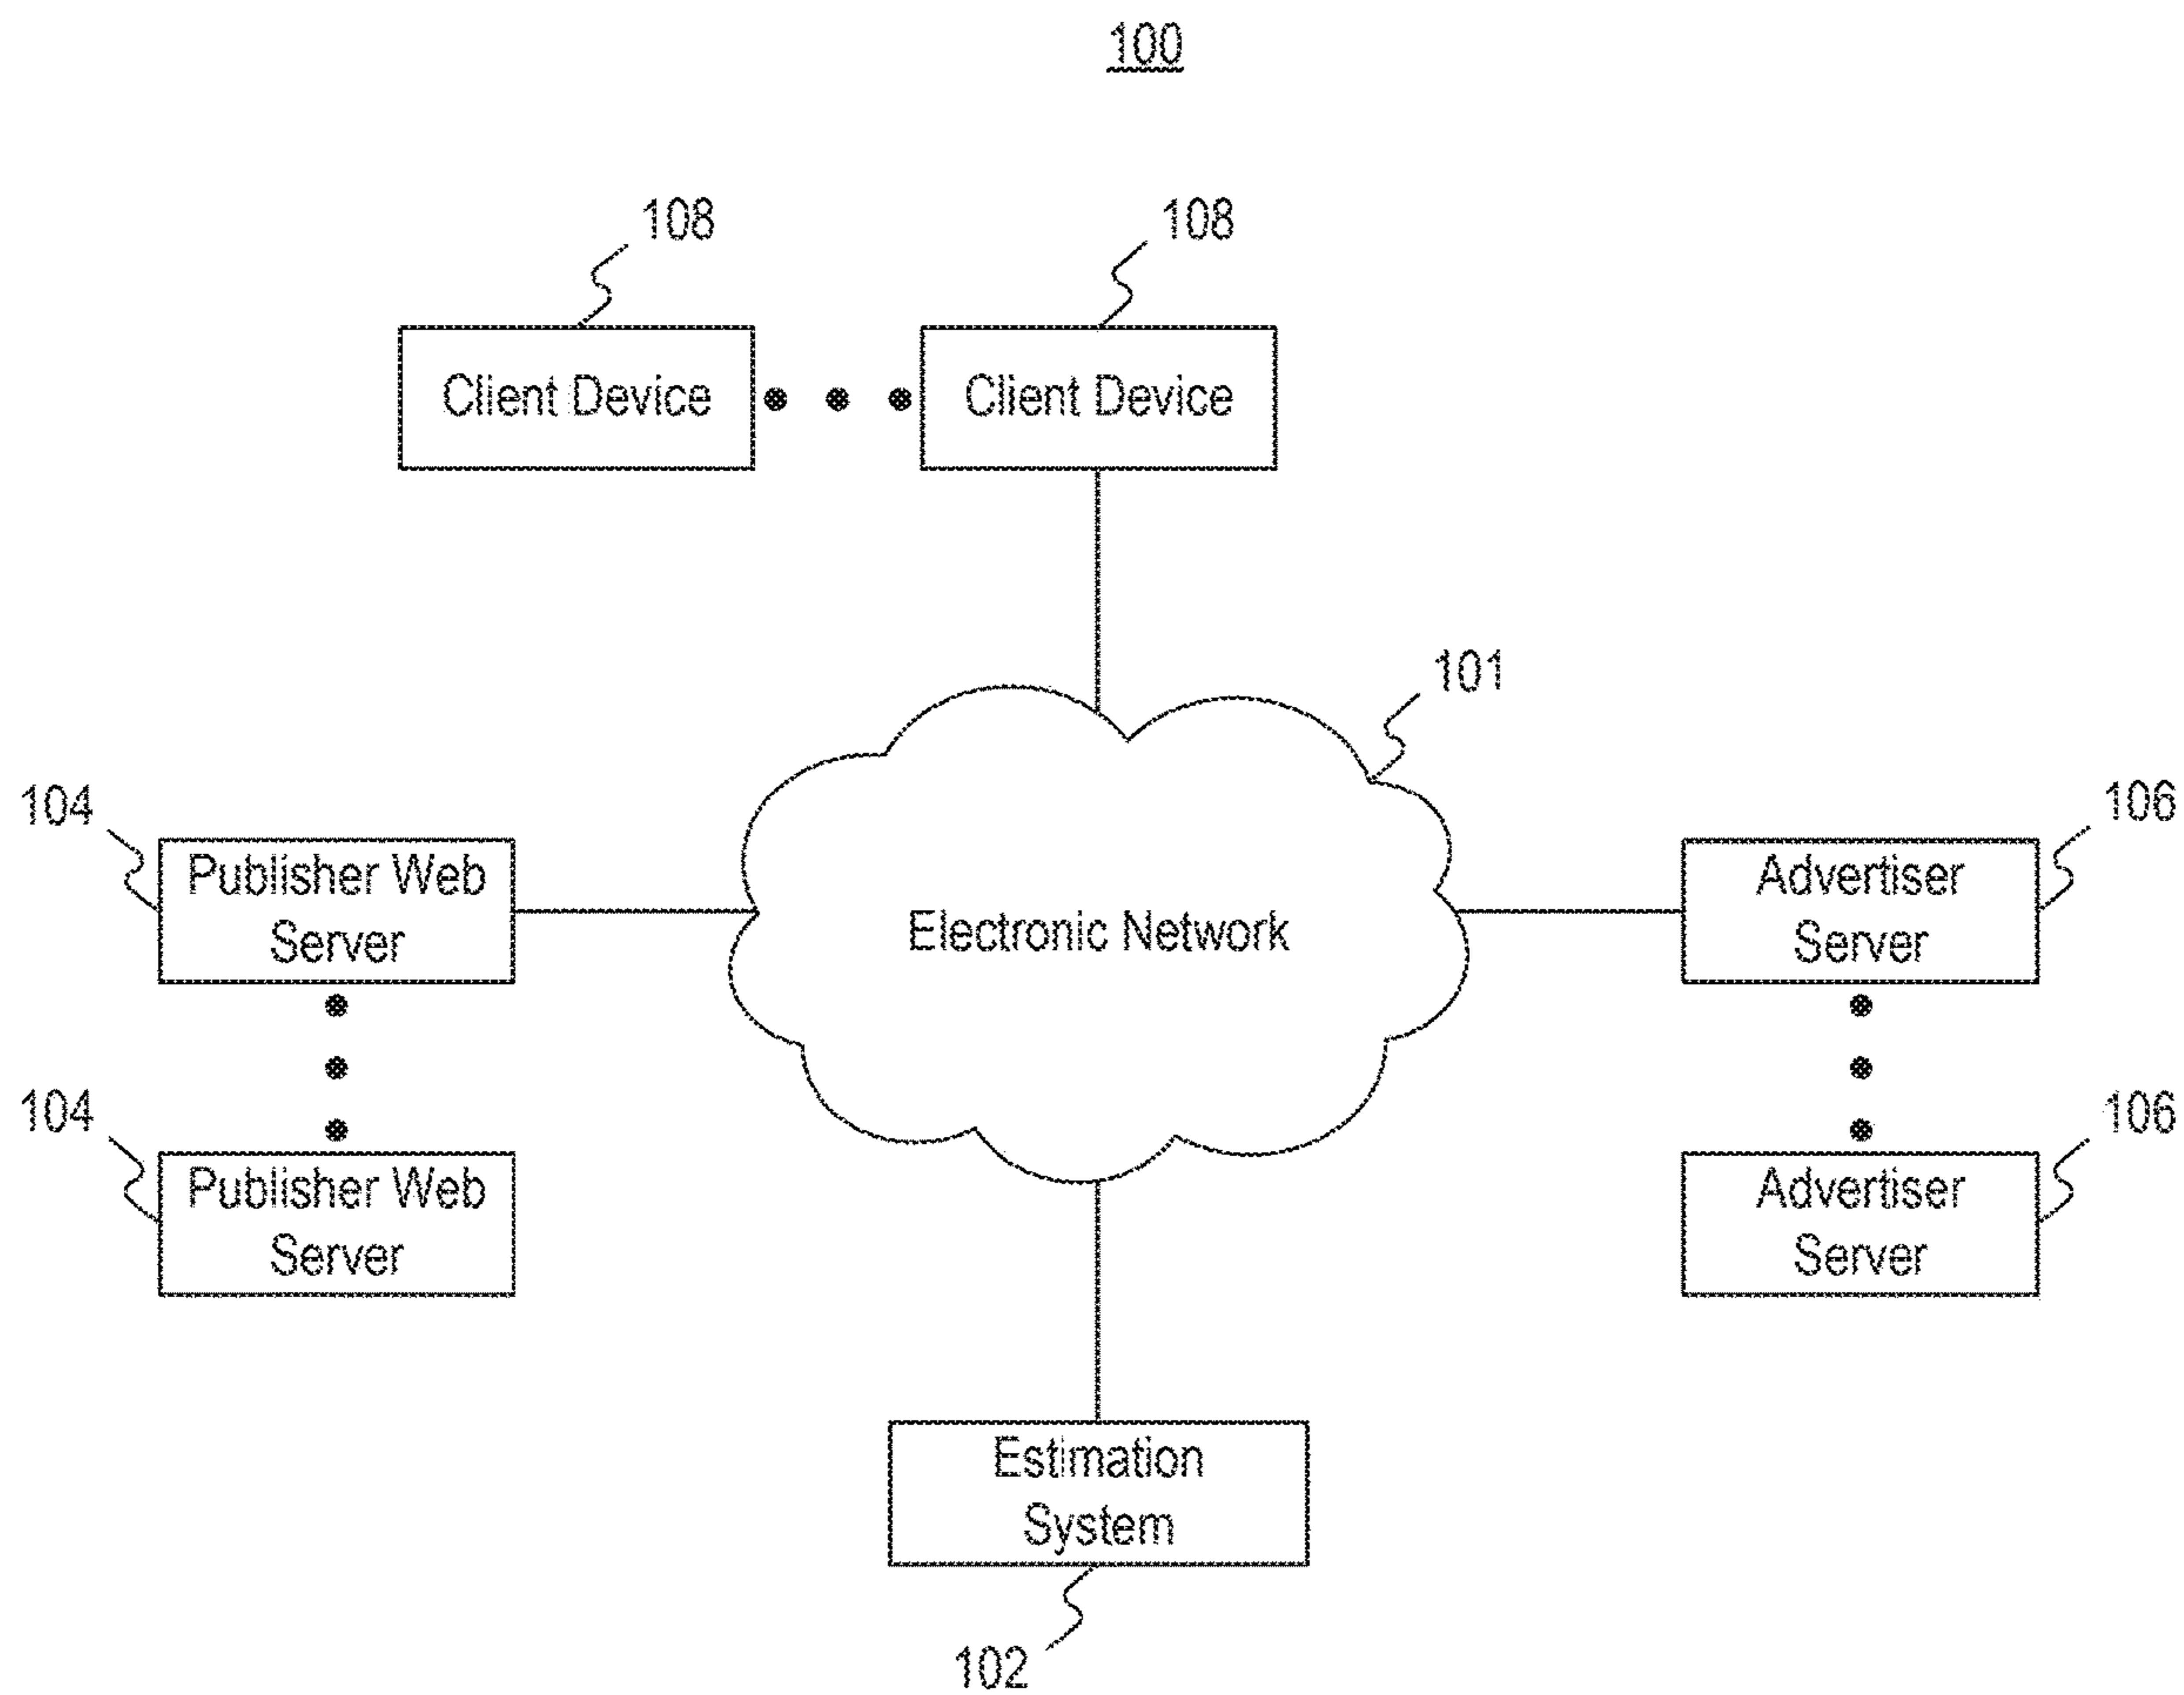 100
108
108
Client Device
Client Device
101
104
106
Publisher Web
Server
Electronic Network
Advertiser
Server
104
106
Publisher Web
Server
Advertiser
Server
Estimation
System
102